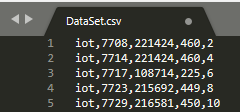 DataSet.csv
1 iot,7708,221424,460,2
2 iot,7714,221424,460,4
3 iot,7717,108714,225,6
4 iot,7723,215692,449,8
5 iot,7729,216581,450,10